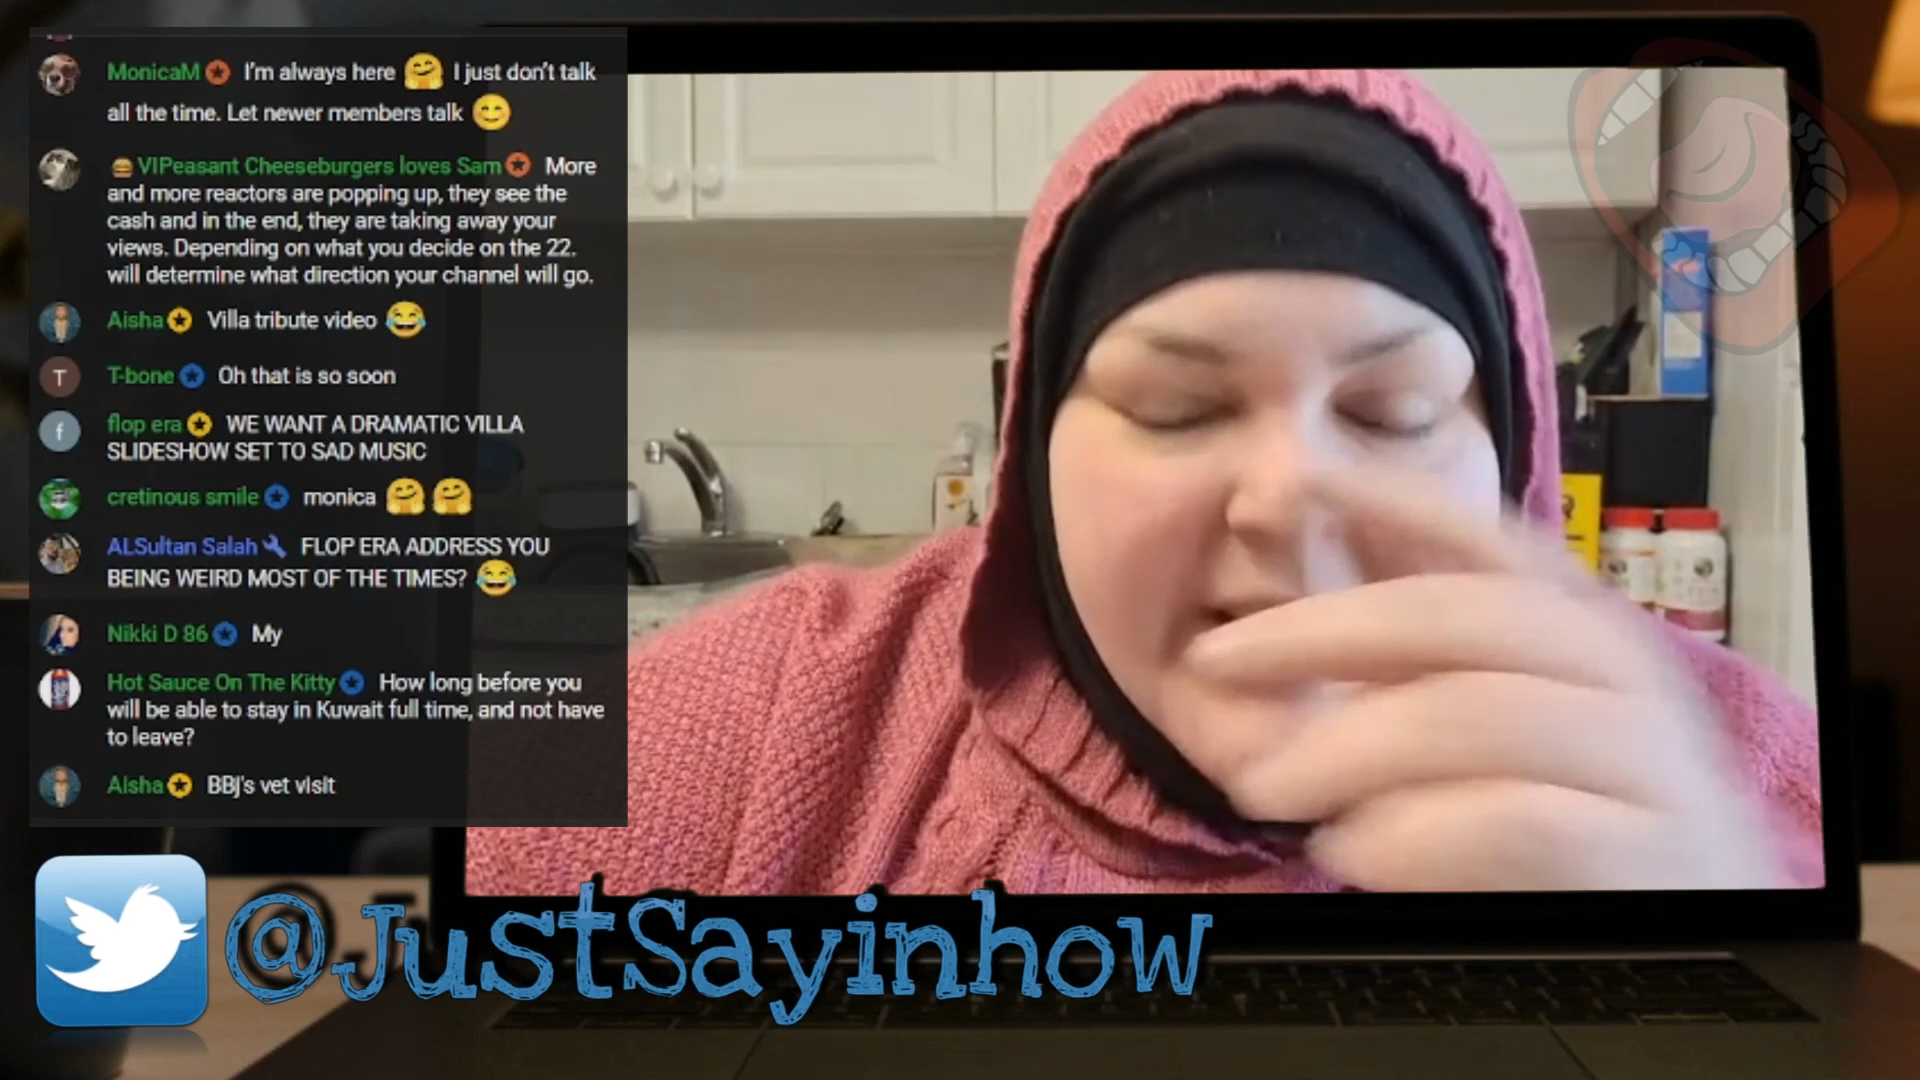 MonicaM I'm always here 🤗 I just don't talk
all the time. Let newer members talk 😊
🍔VIPeasant Cheeseburgers loves Sam More
and more reactors are popping up, they see the
cash and in the end, they are taking away your
views. Depending on what you decide on the 22.
will determine what direction your channel will go.
Aisha Villa tribute video 😂
T
T-bone Oh that is so soon
f
flop era WE WANT A DRAMATIC VILLA
SLIDESHOW SET TO SAD MUSIC
cretinous smile monica 🤗 🤗
ALSultan Salah FLOP ERA ADDRESS YOU
BEING WEIRD MOST OF THE TIMES? 😂
Nikki D 86 My
Hot Sauce On The Kitty How long before you
will be able to stay in Kuwait full time, and not have
to leave?
Aisha BBj's vet visit
@JustSayinhow